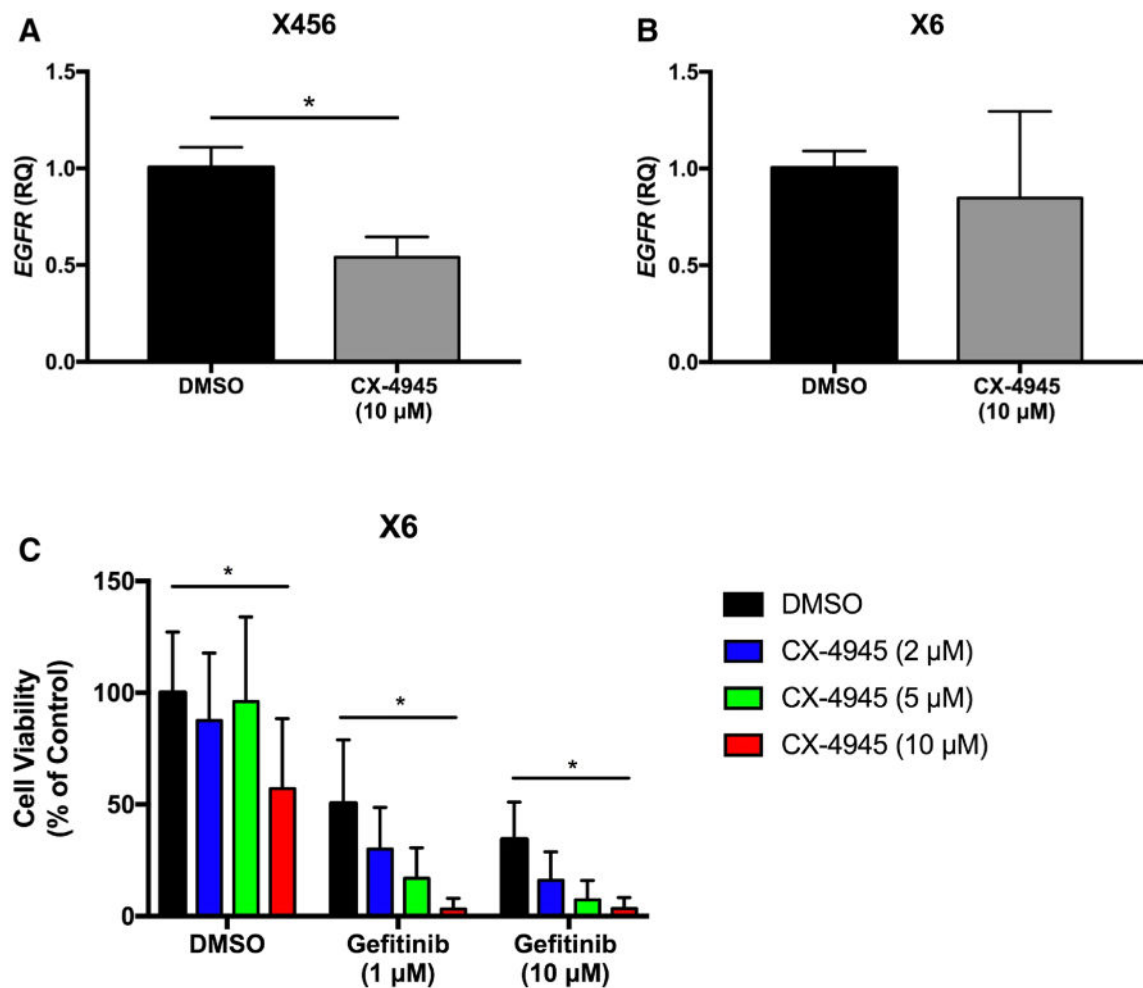 A
X456
EGFR (RQ)
1.5
1.0
0.5
0.0
*
DMSO
CX-4945
(10 µM)
B
X6
EGFR (RQ)
1.5
1.0
0.5
0.0
DMSO
CX-4945
(10 µM)
C
X6
Cell Viability
(% of Control)
150
100
50
0
*
*
*
DMSO
Gefitinib
(1 µM)
Gefitinib
(10 µM)
DMSO
CX-4945 (2 µM)
CX-4945 (5 µM)
CX-4945 (10 µM)